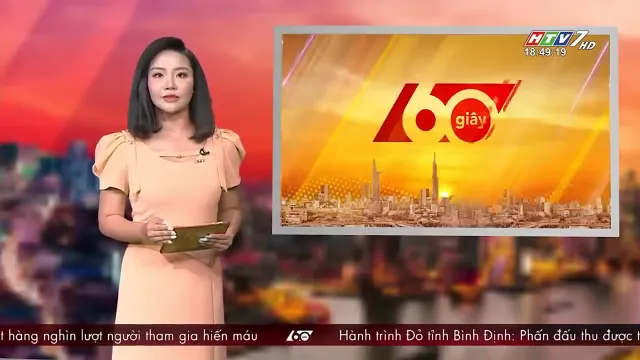 HTV7 HD
18:49:19
60 giây
t hàng nghìn lượt người tham gia hiến máu 60 Hành trình Đỏ tỉnh Bình Định: Phấn đấu thu được t